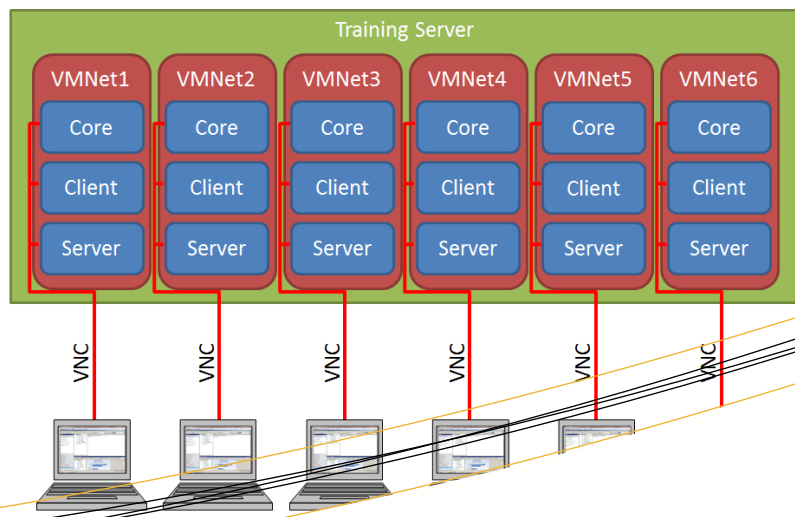 Training Server
VMNet1 VMNet2 VMNet3 VMNet4 VMNet5 VMNet6
Core Core Core Core Core Core
Client Client Client Client Client Client
Server Server Server Server Server Server
VNC VNC VNC VNC VNC VNC